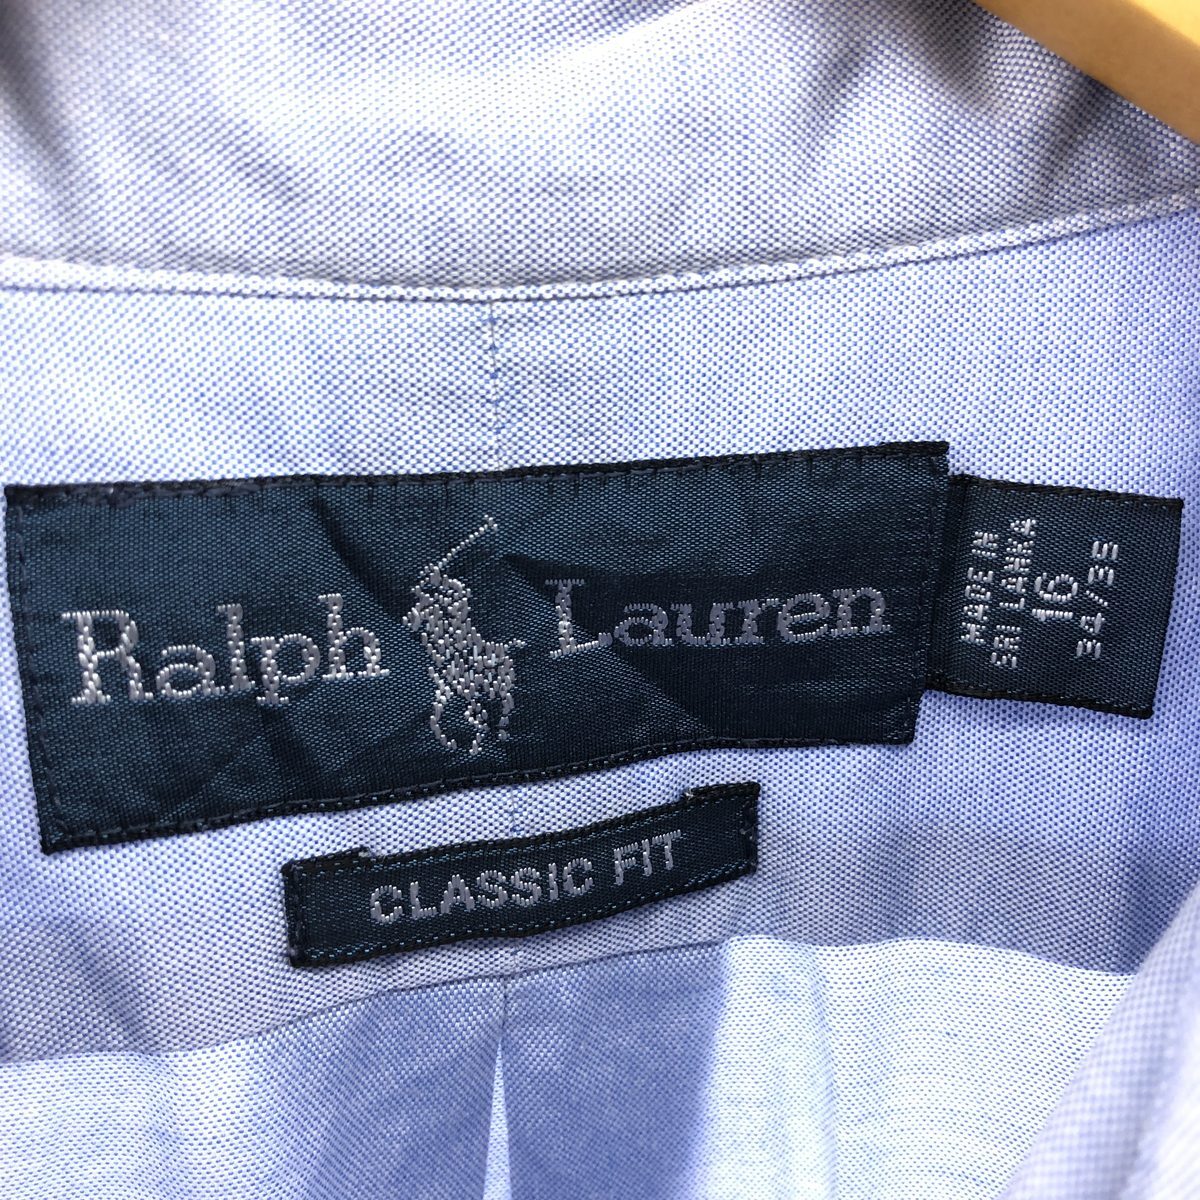 Ralph Lauren
CLASSIC FIT
MADE IN
SRI LANKA
16
34/35